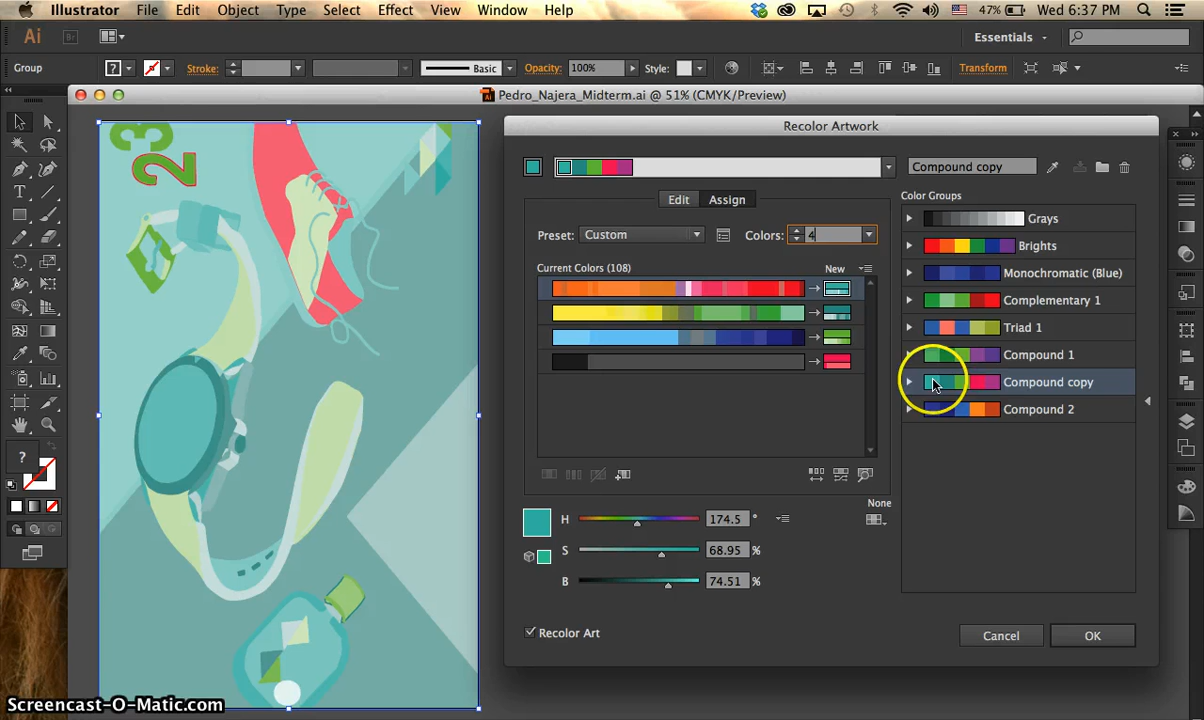 Illustrator File Edit Object Type Select Effect View Window Help 47% Wed 6:37 PM
Ai Br Essentials
Group ? Stroke: Basic Opacity: 100% Style: Transform
Pedro_Najera_Midterm.ai @ 51% (CMYK/Preview)
Recolor Artwork
Compound copy
Edit Assign
Color Groups
Preset: Custom Colors: 4
Grays
Brights
Current Colors (108) New
Monochromatic (Blue)
Complementary 1
Triad 1
Compound 1
Compound copy
Compound 2
None
H 174.5 °
S 68.95 %
B 74.51 %
Recolor Art
Cancel OK
23
T
?
Screencast-O-Matic.com